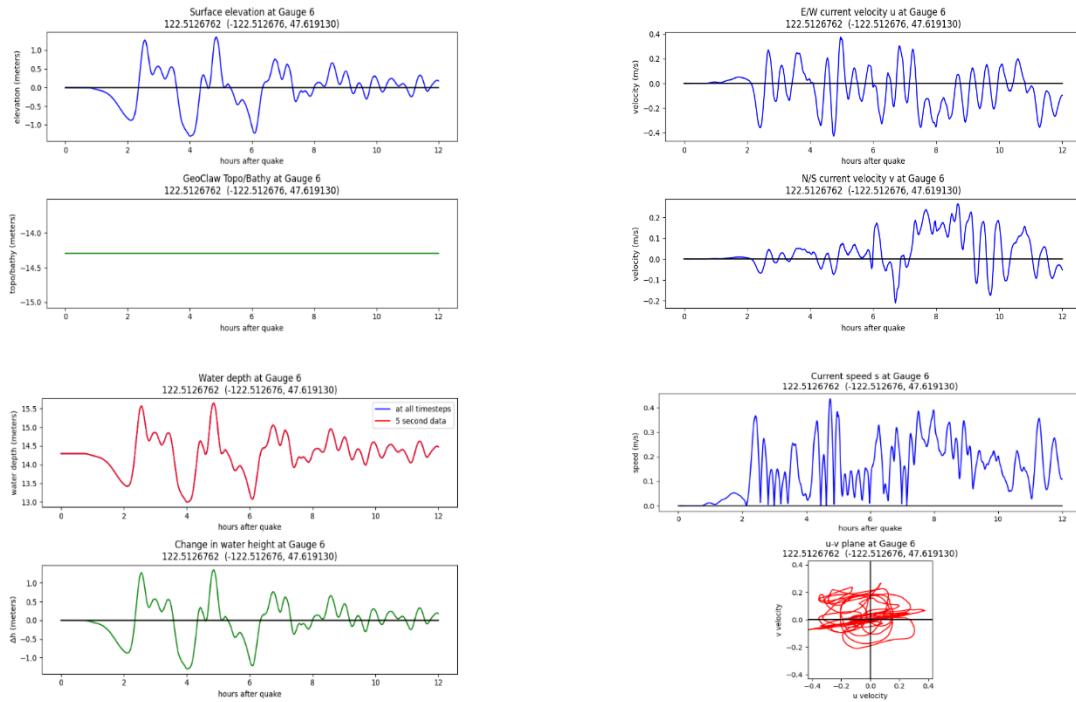 Surface elevation at Gauge 6
122.5126762  (-122.512676, 47.619130)
1.0
0.5
0.0
−0.5
−1.0
elevation (meters)
0 2 4 6 8 10 12
hours after quake
E/W current velocity u at Gauge 6
122.5126762  (-122.512676, 47.619130)
0.4
0.2
0.0
−0.2
−0.4
velocity (m/s)
0 2 4 6 8 10 12
hours after quake
GeoClaw Topo/Bathy at Gauge 6
122.5126762  (-122.512676, 47.619130)
−14.0
−14.5
−15.0
topo/bathy (meters)
0 2 4 6 8 10 12
hours after quake
N/S current velocity v at Gauge 6
122.5126762  (-122.512676, 47.619130)
0.2
0.1
0.0
−0.1
−0.2
velocity (m/s)
0 2 4 6 8 10 12
hours after quake
Water depth at Gauge 6
122.5126762  (-122.512676, 47.619130)
at all timesteps
5 second data
15.5
15.0
14.5
14.0
13.5
13.0
water depth (meters)
0 2 4 6 8 10 12
hours after quake
Current speed s at Gauge 6
122.5126762  (-122.512676, 47.619130)
0.4
0.3
0.2
0.1
0.0
speed (m/s)
0 2 4 6 8 10 12
hours after quake
Change in water height at Gauge 6
122.5126762  (-122.512676, 47.619130)
1.0
0.5
0.0
−0.5
−1.0
Δh (meters)
0 2 4 6 8 10 12
hours after quake
u-v plane at Gauge 6
122.5126762  (-122.512676, 47.619130)
0.4
0.2
0.0
−0.2
−0.4
v velocity
−0.4 −0.2 0.0 0.2 0.4
u velocity